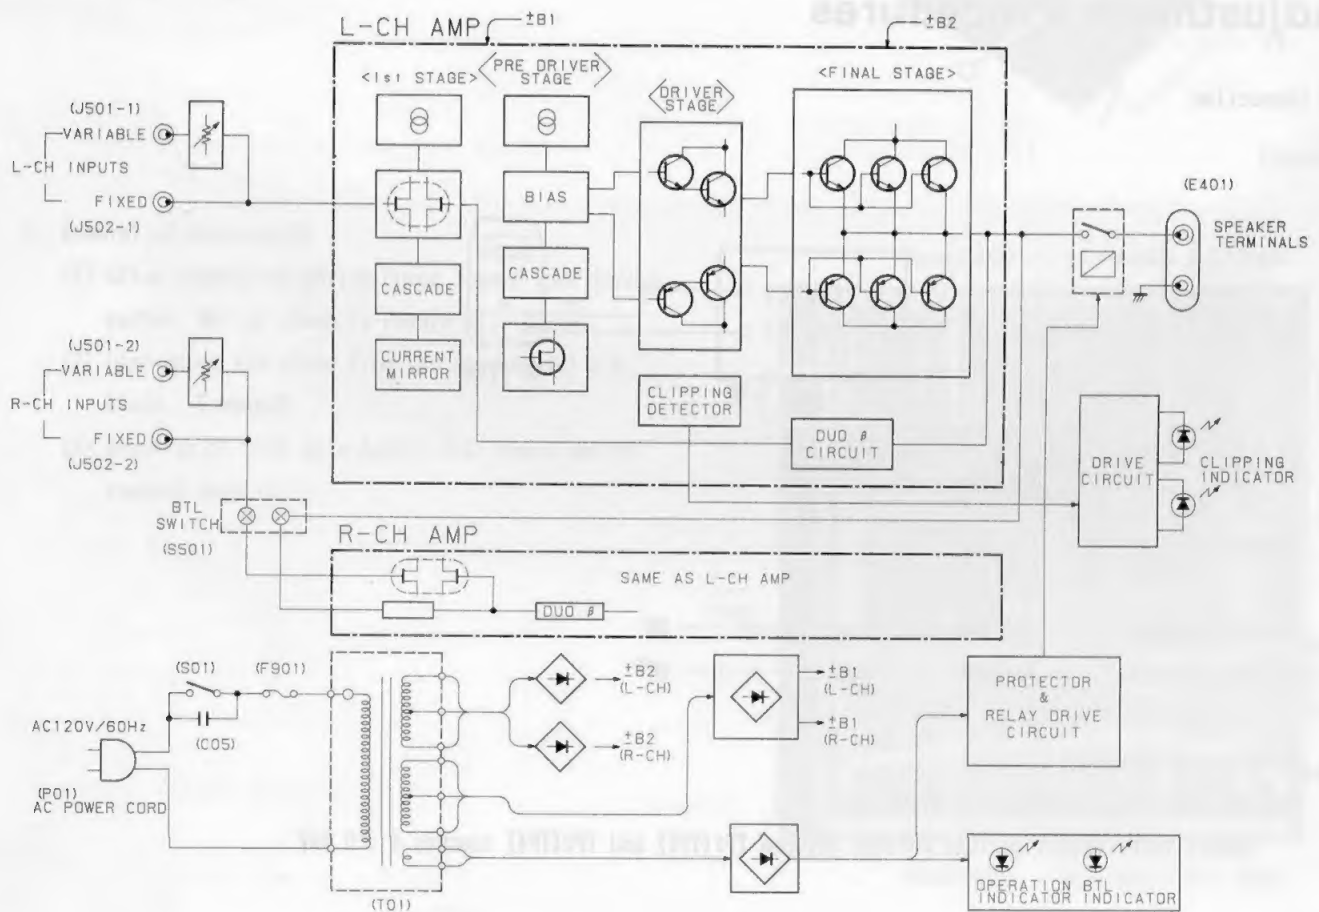 L-CH AMP
±B1
±B2
<1st STAGE>
<PRE DRIVER STAGE>
<DRIVER STAGE>
<FINAL STAGE>
(J501-1)
VARIABLE
L-CH INPUTS
FIXED
(J502-1)
BIAS
CASCADE
CASCADE
CURRENT
MIRROR
CLIPPING
DETECTOR
DUO β
CIRCUIT
(E401)
SPEAKER
TERMINALS
(J501-2)
VARIABLE
R-CH INPUTS
FIXED
(J502-2)
DRIVE
CIRCUIT
CLIPPING
INDICATOR
BTL
SWITCH
(S501)
R-CH AMP
SAME AS L-CH AMP
DUO β
(S01)
(F901)
AC120V/60Hz
(C05)
(P01)
AC POWER CORD
(T01)
±B2
(L-CH)
±B2
(R-CH)
±B1
(L-CH)
±B1
(R-CH)
PROTECTOR
&
RELAY DRIVE
CIRCUIT
OPERATION BTL
INDICATOR INDICATOR